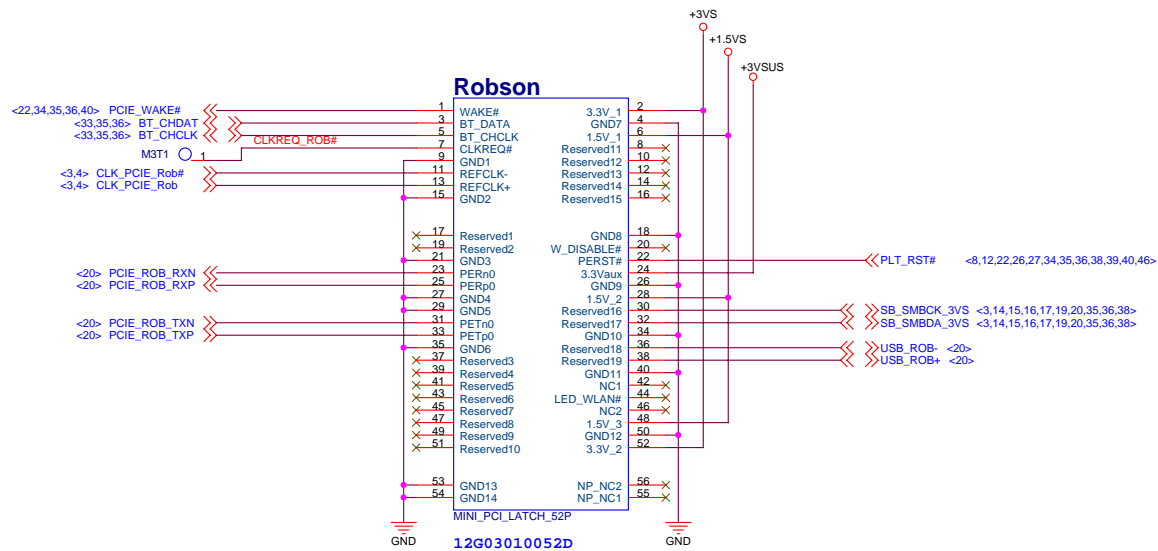 +3VS
+1.5VS
+3VSUS
Robson
<22,34,35,36,40> PCIE_WAKE# 1 WAKE# 3.3V_1 2
<33,35,36> BT_CHDAT 3 BT_DATA GND7 4
<33,35,36> BT_CHCLK 5 BT_CHCLK 1.5V_1 6
M3T1 1 CLKREQ_ROB# 7 CLKREQ# Reserved11 8
9 GND1 Reserved12 10
<3,4> CLK_PCIE_Rob# 11 REFCLK- Reserved13 12
<3,4> CLK_PCIE_Rob 13 REFCLK+ Reserved14 14
15 GND2 Reserved15 16
17 Reserved1 GND8 18
19 Reserved2 W_DISABLE# 20
21 GND3 PERST# 22 PLT_RST# <8,12,22,26,27,34,35,36,38,39,40,46>
<20> PCIE_ROB_RXN 23 PERn0 3.3Vaux 24
<20> PCIE_ROB_RXP 25 PERp0 GND9 26
27 GND4 1.5V_2 28
29 GND5 Reserved16 30 SB_SMBCK_3VS <3,14,15,16,17,19,20,35,36,38>
<20> PCIE_ROB_TXN 31 PETn0 Reserved17 32 SB_SMBDA_3VS <3,14,15,16,17,19,20,35,36,38>
<20> PCIE_ROB_TXP 33 PETp0 GND10 34
35 GND6 Reserved18 36 USB_ROB- <20>
37 Reserved3 Reserved19 38 USB_ROB+ <20>
39 Reserved4 GND11 40
41 Reserved5 NC1 42
43 Reserved6 LED_WLAN# 44
45 Reserved7 NC2 46
47 Reserved8 1.5V_3 48
49 Reserved9 GND12 50
51 Reserved10 3.3V_2 52
53 GND13 NP_NC2 56
54 GND14 NP_NC1 55
MINI_PCI_LATCH_52P
GND GND
12G03010052D